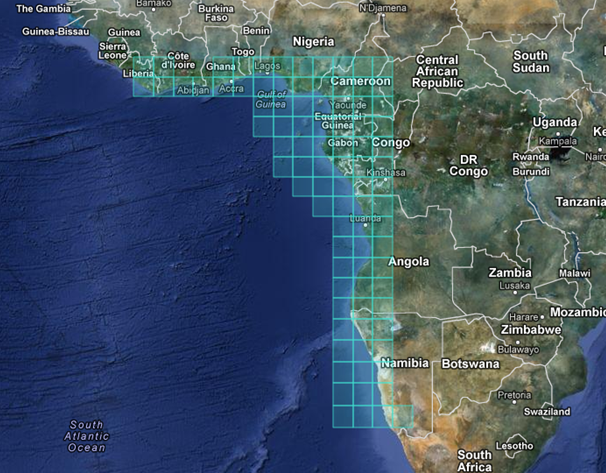 The Gambia
Bamako
Burkina
Faso
N'Djamena
Guinea-Bissau
Guinea
Benin
Nigeria
Sierra
Leone
Côte
d'Ivoire
Togo
Ghana
Lagos
Liberia
Abidjan
Accra
Gulf of
Guinea
Cameroon
Central
African
Republic
South
Sudan
Yaounde
Equatorial
Guinea
Gabon
Congo
Uganda
Kampala
Ke
Nairo
DR
Congo
Rwanda
Burundi
Kinshasa
Tanzania
Luanda
Angola
Zambia
Lusaka
Malawi
Harare
Mozambic
Zimbabwe
Bulawayo
Namibia
Botswana
Pretoria
Swaziland
South
Atlantic
Ocean
Lesotho
South
Africa